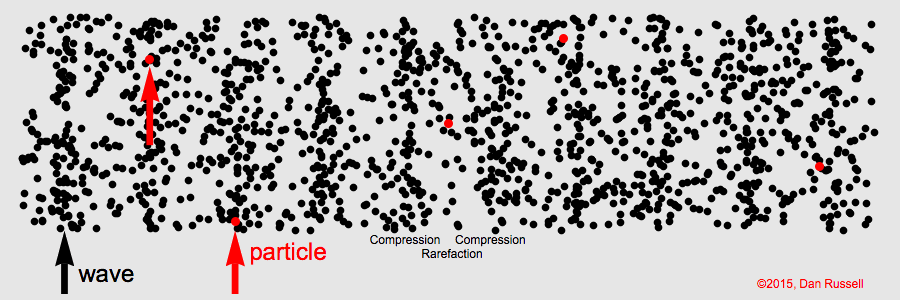 Compression Compression
Rarefaction
particle
wave
©2015, Dan Russell